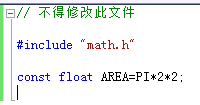 // 不得修改此文件
#include "math.h"
const float AREA=PI*2*2;